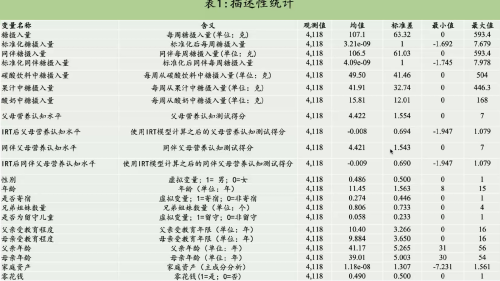 表1:描述性统计
变量名称 含义 观测值 均值 标准差 最小值 最大值
糖摄入量 每周糖摄入量(单位：克) 4,118 107.1 63.32 0 593.4
标准化糖摄入量 标准化后每周糖摄入量 4,118 3.21e-09 1 -1.692 7.679
同伴糖摄入量 同伴每周糖摄入量(单位：克) 4,118 106.5 61.03 0 593.4
标准化同伴糖摄入量 标准化后同伴每周糖摄入量 4,118 4.09e-09 1 -1.745 7.978
碳酸饮料中糖摄入量 每周从碳酸饮料中糖摄入量(单位：克) 4,118 49.50 41.46 0 504
果汁中糖摄入量 每周从果汁中糖摄入量(单位：克) 4,118 41.91 32.74 0 446.3
酸奶中糖摄入量 每周从酸奶中糖摄入量(单位：克) 4,118 15.81 12.01 0 168
父母营养认知水平 父母营养认知测试得分 4,118 4.422 1.554 0 7
IRT后父母营养认知水平 使用IRT模型计算之后的父母营养认知测试得分 4,118 -0.008 0.694 -1.947 1.079
同伴父母营养认知水平 同伴父母营养认知测试得分 4,118 4.421 1.543 0 7
IRT后同伴父母营养认知水平 使用IRT模型计算之后的同伴父母营养认知测试得分 4,118 -0.009 0.690 -1.947 1.079
性别 虚拟变量；1= 男；0=女 4,118 0.486 0.500 0 1
年龄 年龄（单位：年） 4,118 11.45 1.563 8 15
是否寄宿 虚拟变量；1=寄宿；0=非寄宿 4,118 0.274 0.446 0 1
兄弟姐妹数量 兄弟姐妹数量（单位：个） 4,118 0.806 0.733 0 4
是否为留守儿童 虚拟变量；1=留守；0=非留守 4,118 0.058 0.233 0 1
父亲受教育程度 父亲受教育年限（单位：年） 4,118 10.40 3.266 0 16
母亲受教育程度 母亲受教育年限（单位：年） 4,118 9.884 3.650 0 16
父亲年龄 父亲年龄（单位：年） 4,118 41.17 5.265 31 56
母亲年龄 母亲年龄（单位：年） 4,118 39.01 5.003 30 54
家庭资产 家庭资产（主成分分析） 4,118 1.18e-08 1.307 -7.231 1.561
零花钱 零花钱(1=是；0=否) 4,118 0.490 0.500 0 1